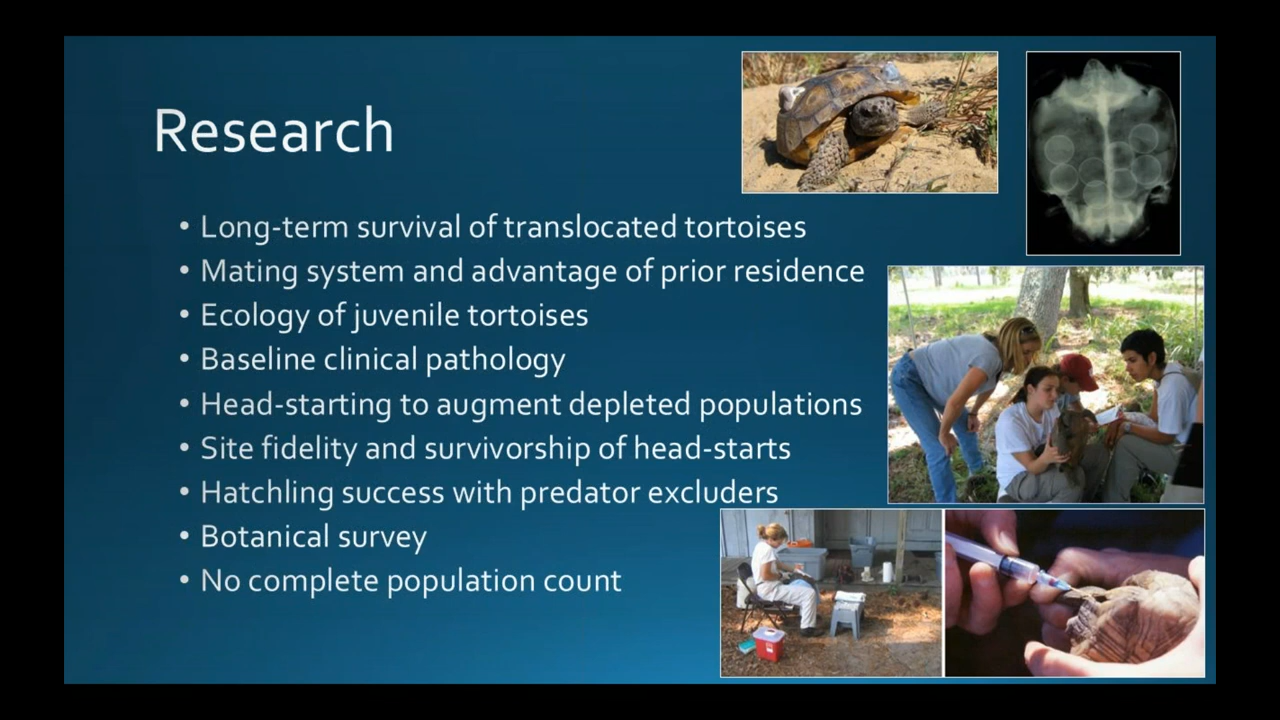 Research
• Long-term survival of translocated tortoises
• Mating system and advantage of prior residence
• Ecology of juvenile tortoises
• Baseline clinical pathology
• Head-starting to augment depleted populations
• Site fidelity and survivorship of head-starts
• Hatchling success with predator excluders
• Botanical survey
• No complete population count